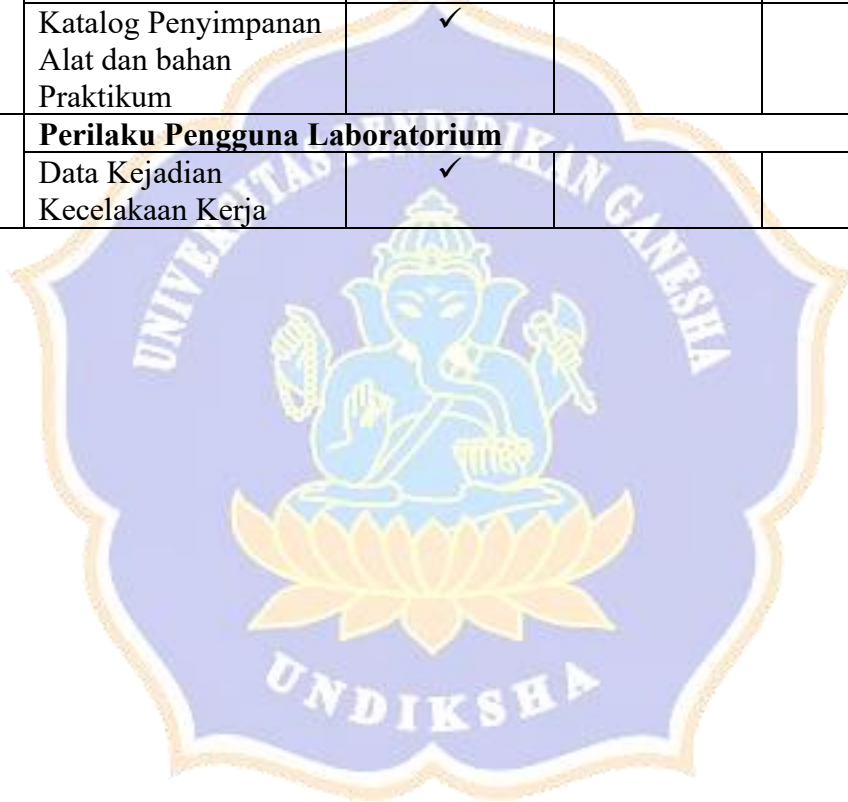 Katalog Penyimpanan ✓
Alat dan bahan
Praktikum
Perilaku Pengguna Laboratorium
Data Kejadian ✓
Kecelakaan Kerja
UNIVERSITAS PENDIDIKAN GANESHA
UNDIKSHA